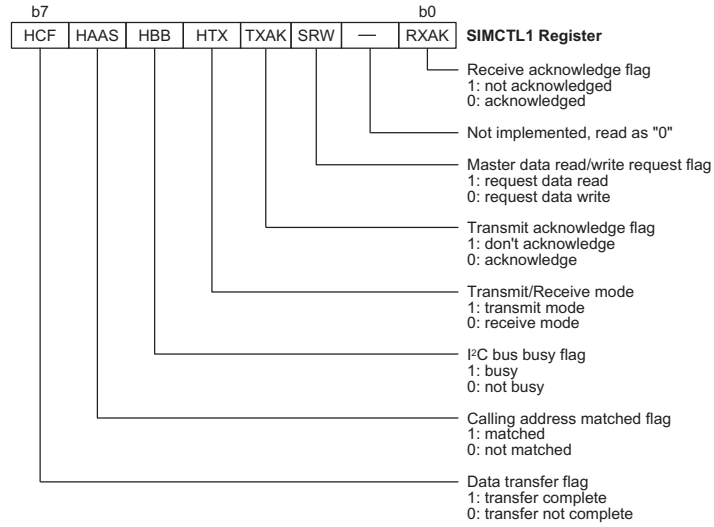 b7 b0
HCF HAAS HBB HTX TXAK SRW — RXAK SIMCTL1 Register
Receive acknowledge flag
1: not acknowledged
0: acknowledged
Not implemented, read as "0"
Master data read/write request flag
1: request data read
0: request data write
Transmit acknowledge flag
1: don't acknowledge
0: acknowledge
Transmit/Receive mode
1: transmit mode
0: receive mode
I²C bus busy flag
1: busy
0: not busy
Calling address matched flag
1: matched
0: not matched
Data transfer flag
1: transfer complete
0: transfer not complete